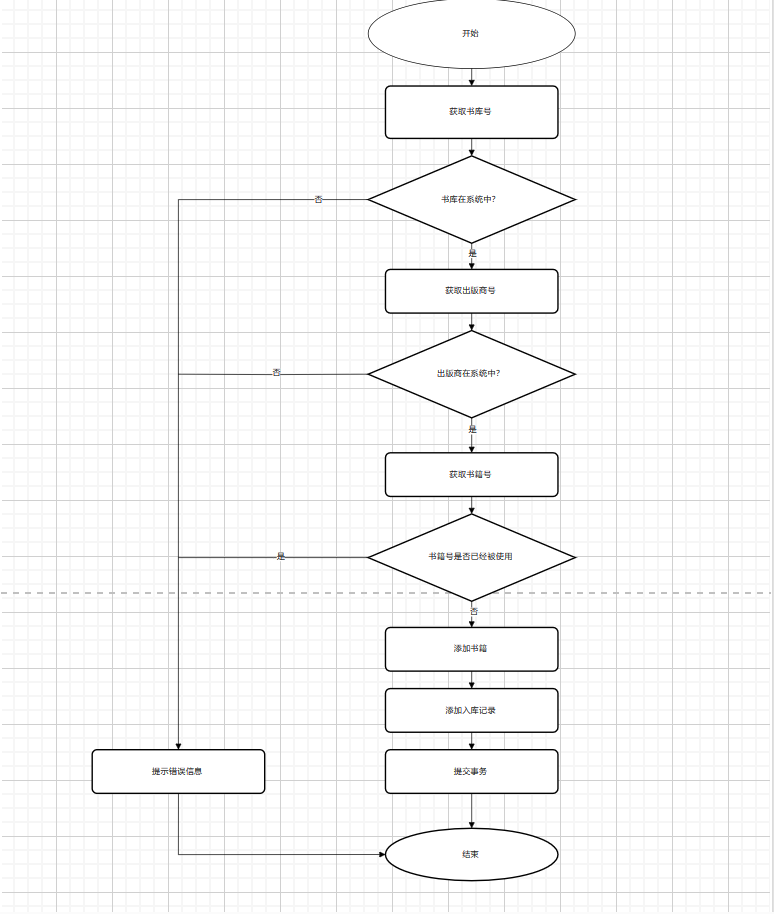 开始
获取书库号
书库在系统中?
否
是
获取出版商号
出版商在系统中?
否
是
获取书籍号
书籍号是否已经被使用
是
否
添加书籍
添加入库记录
提示错误信息
提交事务
结束